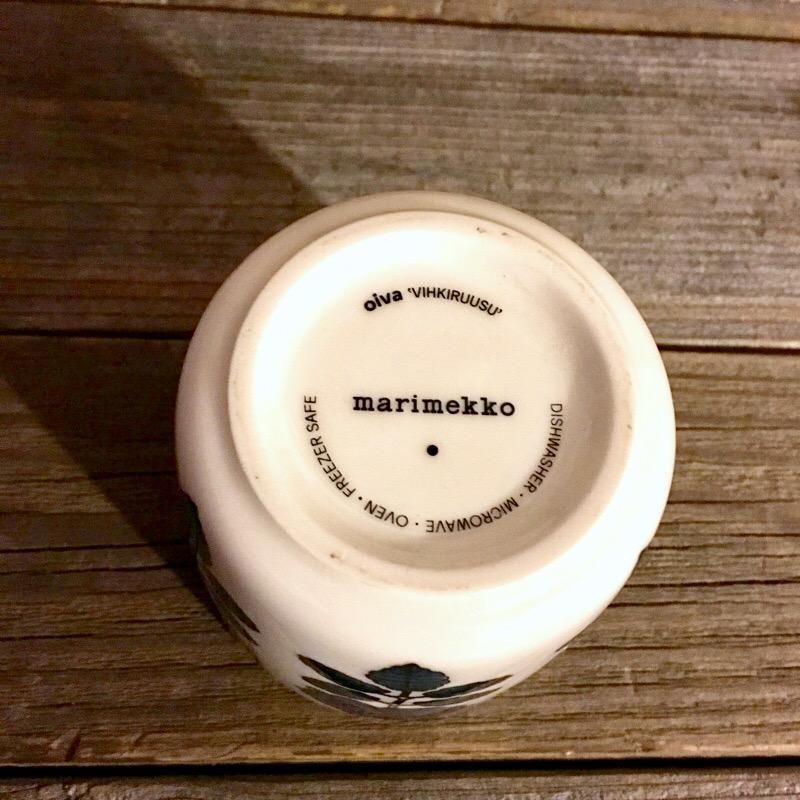 oiva 'VIHKIRUUSU'
marimekko
DISHWASHER · MICROWAVE · OVEN · FREEZER SAFE